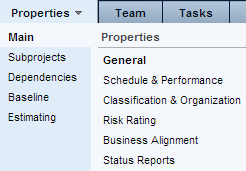 Properties Team Tasks
Main
Subprojects
Dependencies
Baseline
Estimating
Properties
General
Schedule & Performance
Classification & Organization
Risk Rating
Business Alignment
Status Reports